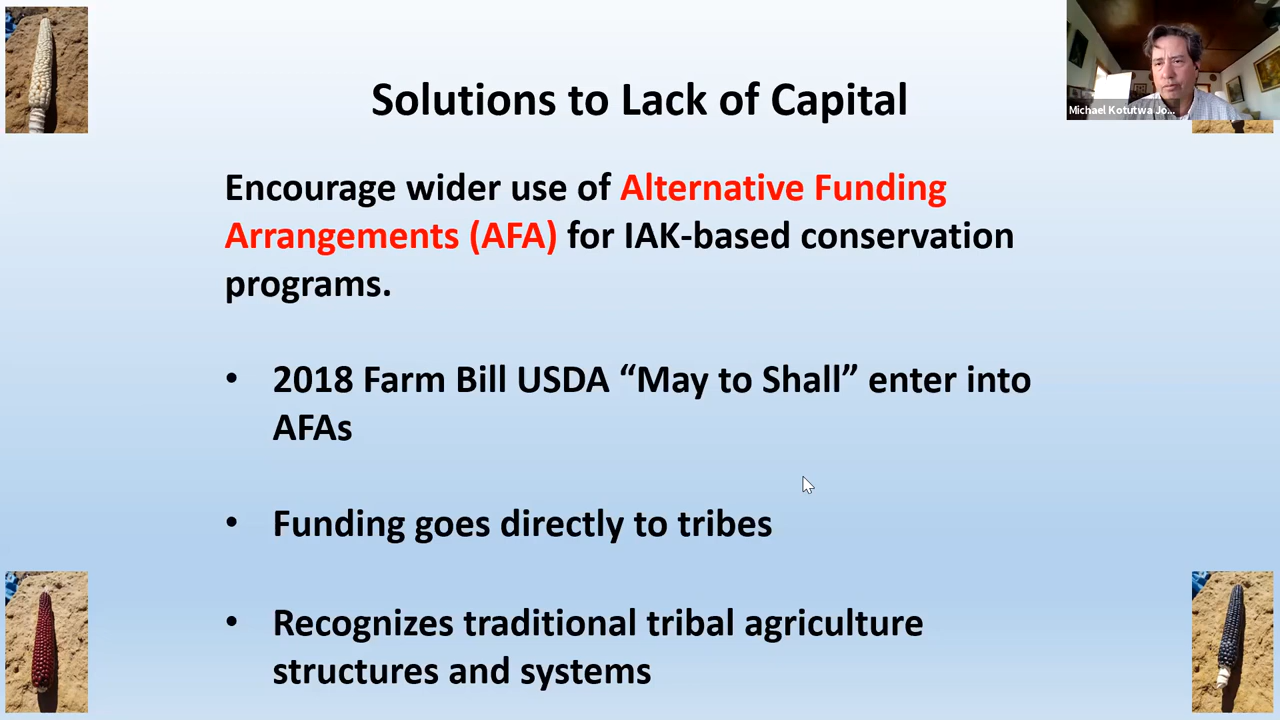 Solutions to Lack of Capital
Michael Kotutwa Jo...
Encourage wider use of Alternative Funding
Arrangements (AFA) for IAK-based conservation
programs.
• 2018 Farm Bill USDA “May to Shall” enter into
AFAs
• Funding goes directly to tribes
• Recognizes traditional tribal agriculture
structures and systems